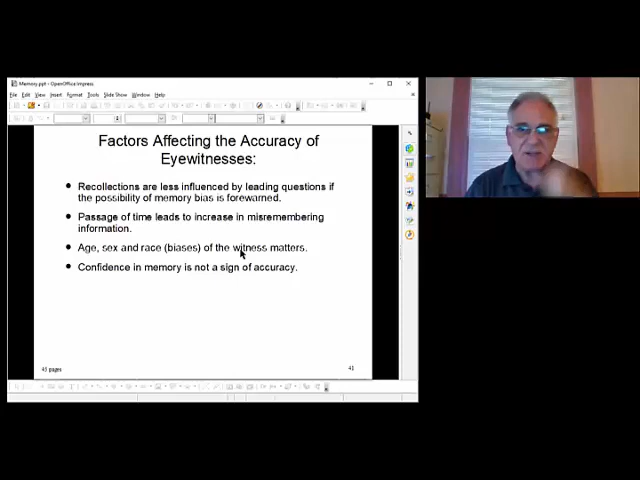 Memory.ppt - OpenOffice Impress
File Edit View Insert Format Tools Slide Show Window Help
Factors Affecting the Accuracy of
Eyewitnesses:
Recollections are less influenced by leading questions if
the possibility of memory bias is forewarned.
Passage of time leads to increase in misremembering
information.
Age, sex and race (biases) of the witness matters.
Confidence in memory is not a sign of accuracy.
45 pages
41